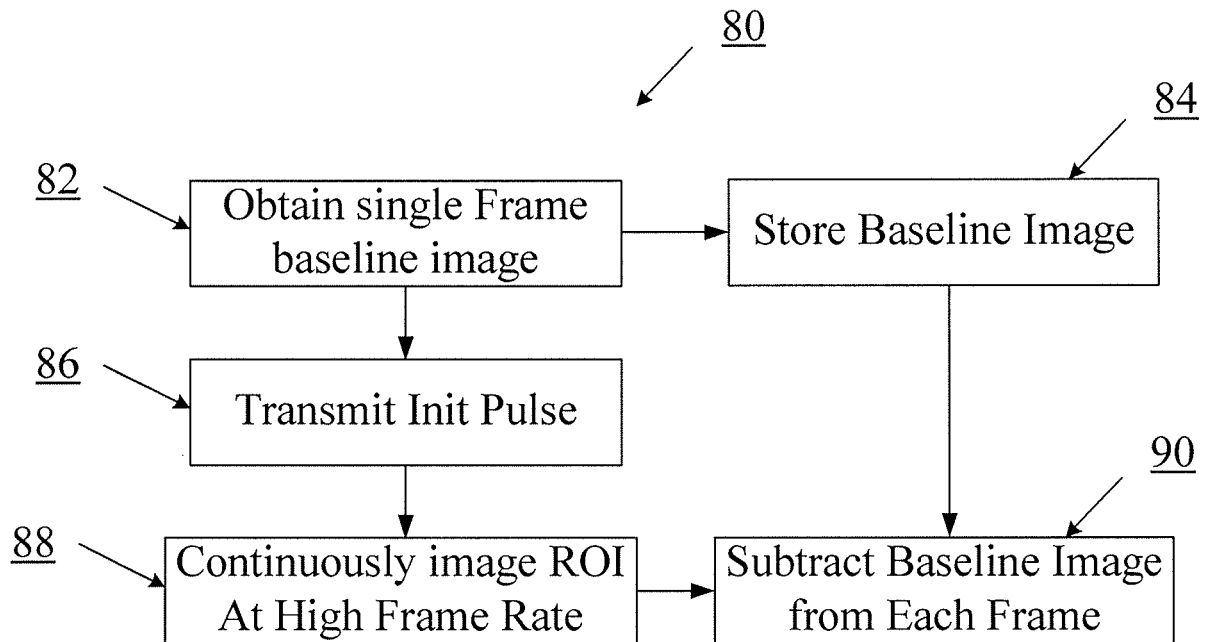 80
84
82
Obtain single Frame
baseline image
Store Baseline Image
86
Transmit Init Pulse
90
88
Continuously image ROI
At High Frame Rate
Subtract Baseline Image
from Each Frame